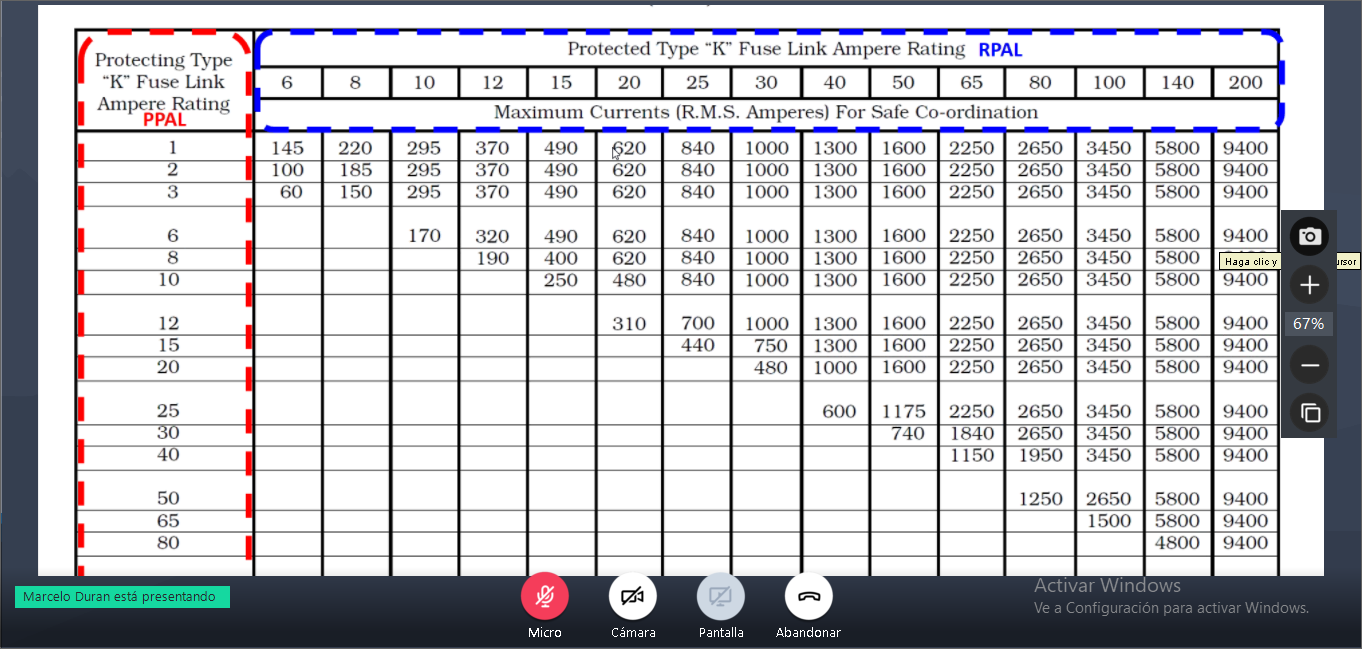 Protecting Type
“K” Fuse Link
Ampere Rating
PPAL
Protected Type “K” Fuse Link Ampere Rating RPAL
6 8 10 12 15 20 25 30 40 50 65 80 100 140 200
Maximum Currents (R.M.S. Amperes) For Safe Co-ordination
1 145 220 295 370 490 620 840 1000 1300 1600 2250 2650 3450 5800 9400
2 100 185 295 370 490 620 840 1000 1300 1600 2250 2650 3450 5800 9400
3 60 150 295 370 490 620 840 1000 1300 1600 2250 2650 3450 5800 9400
6 170 320 490 620 840 1000 1300 1600 2250 2650 3450 5800 9400
8 190 400 620 840 1000 1300 1600 2250 2650 3450 5800
10 250 480 840 1000 1300 1600 2250 2650 3450 5800 9400
12 310 700 1000 1300 1600 2250 2650 3450 5800 9400
15 440 750 1300 1600 2250 2650 3450 5800 9400
20 480 1000 1600 2250 2650 3450 5800 9400
25 600 1175 2250 2650 3450 5800 9400
30 740 1840 2650 3450 5800 9400
40 1150 1950 3450 5800 9400
50 1250 2650 5800 9400
65 1500 5800 9400
80 4800 9400
Haga clic y
67%
Marcelo Duran está presentando
Micro
Cámara
Pantalla
Abandonar
Activar Windows
Ve a Configuración para activar Windows.